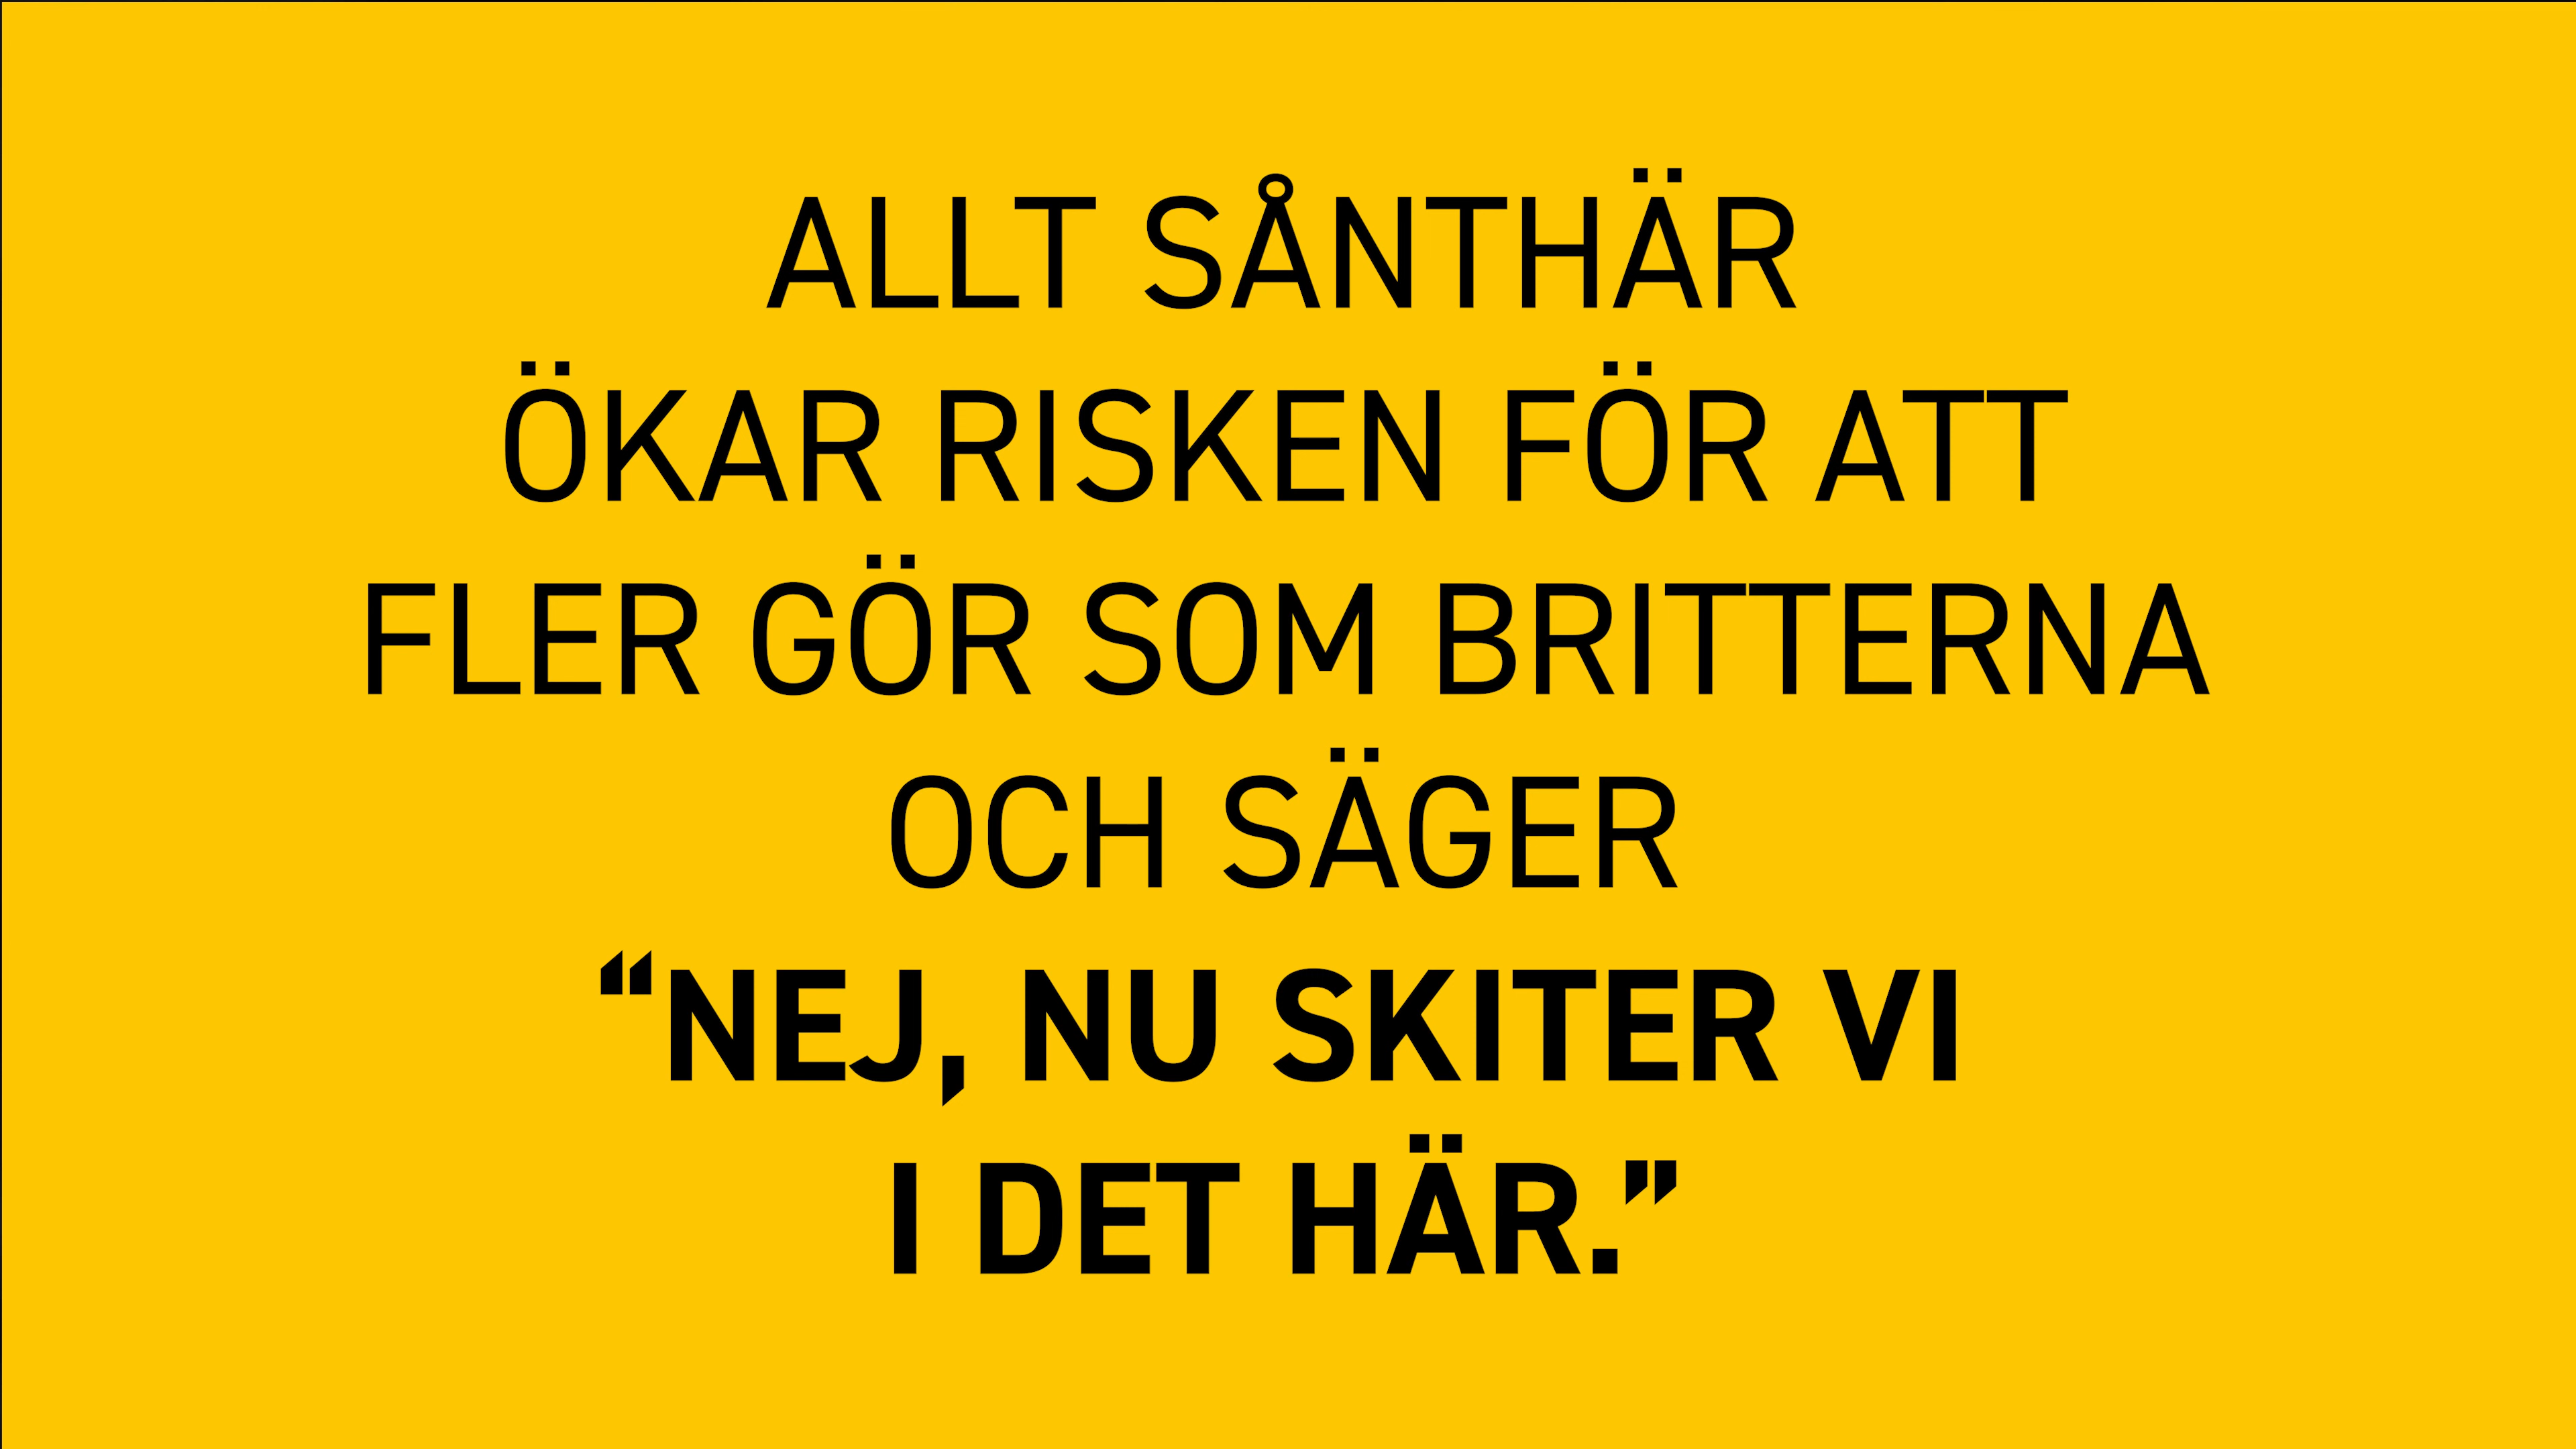 ALLT SÅNTHÄR
ÖKAR RISKEN FÖR ATT
FLER GÖR SOM BRITTERNA
OCH SÄGER
“NEJ, NU SKITER VI
I DET HÄR.”